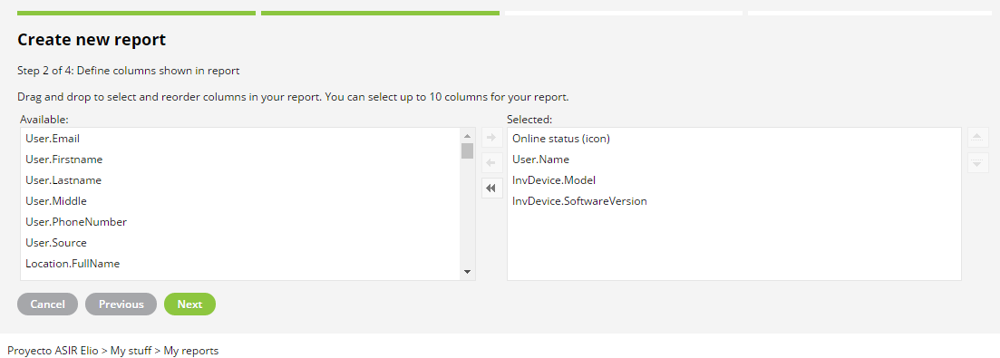 Create new report
Step 2 of 4: Define columns shown in report
Drag and drop to select and reorder columns in your report. You can select up to 10 columns for your report.
Available:
User.Email
User.Firstname
User.Lastname
User.Middle
User.PhoneNumber
User.Source
Location.FullName
Selected:
Online status (icon)
User.Name
InvDevice.Model
InvDevice.SoftwareVersion
Cancel
Previous
Next
Proyecto ASIR Elio > My stuff > My reports